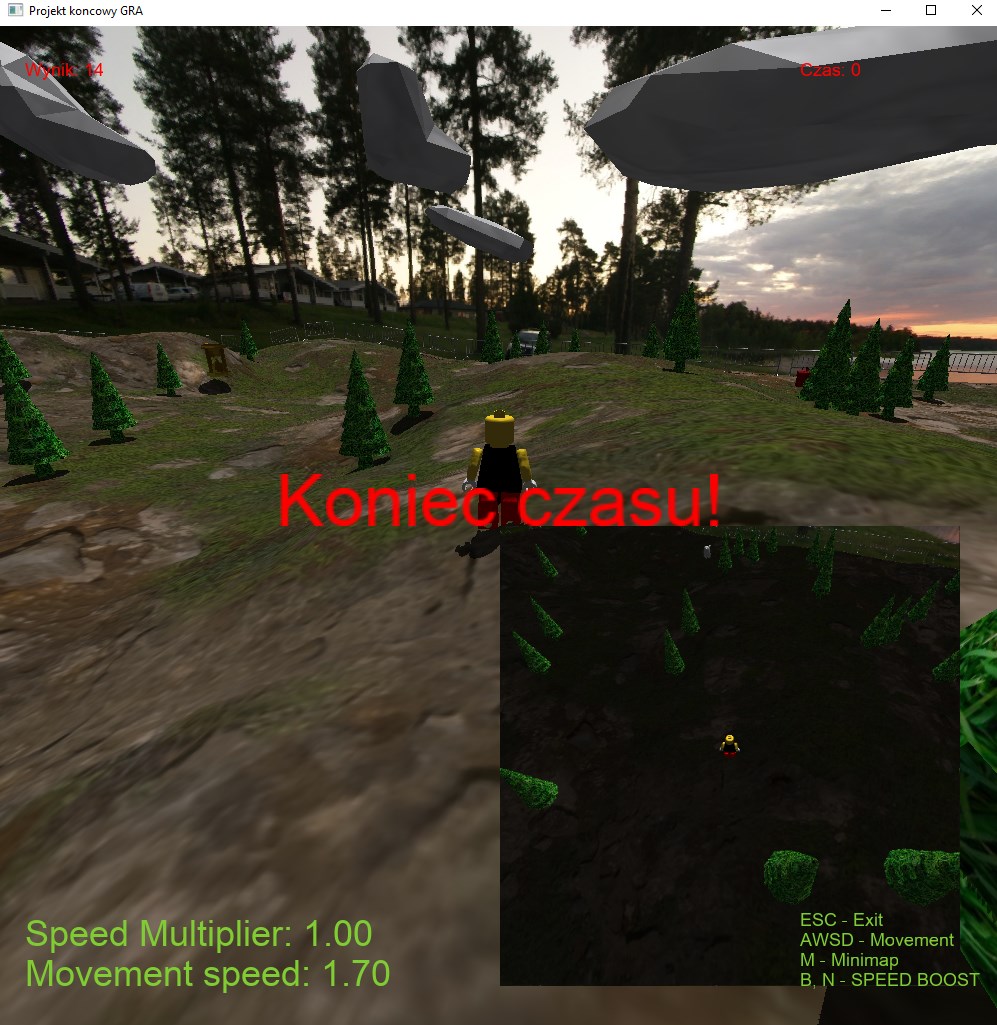 Projekt koncowy GRA
Wynik: 14
Czas: 0
Koniec czasu!
Speed Multiplier: 1.00
Movement speed: 1.70
ESC - Exit
AWSD - Movement
M - Minimap
B, N - SPEED BOOST